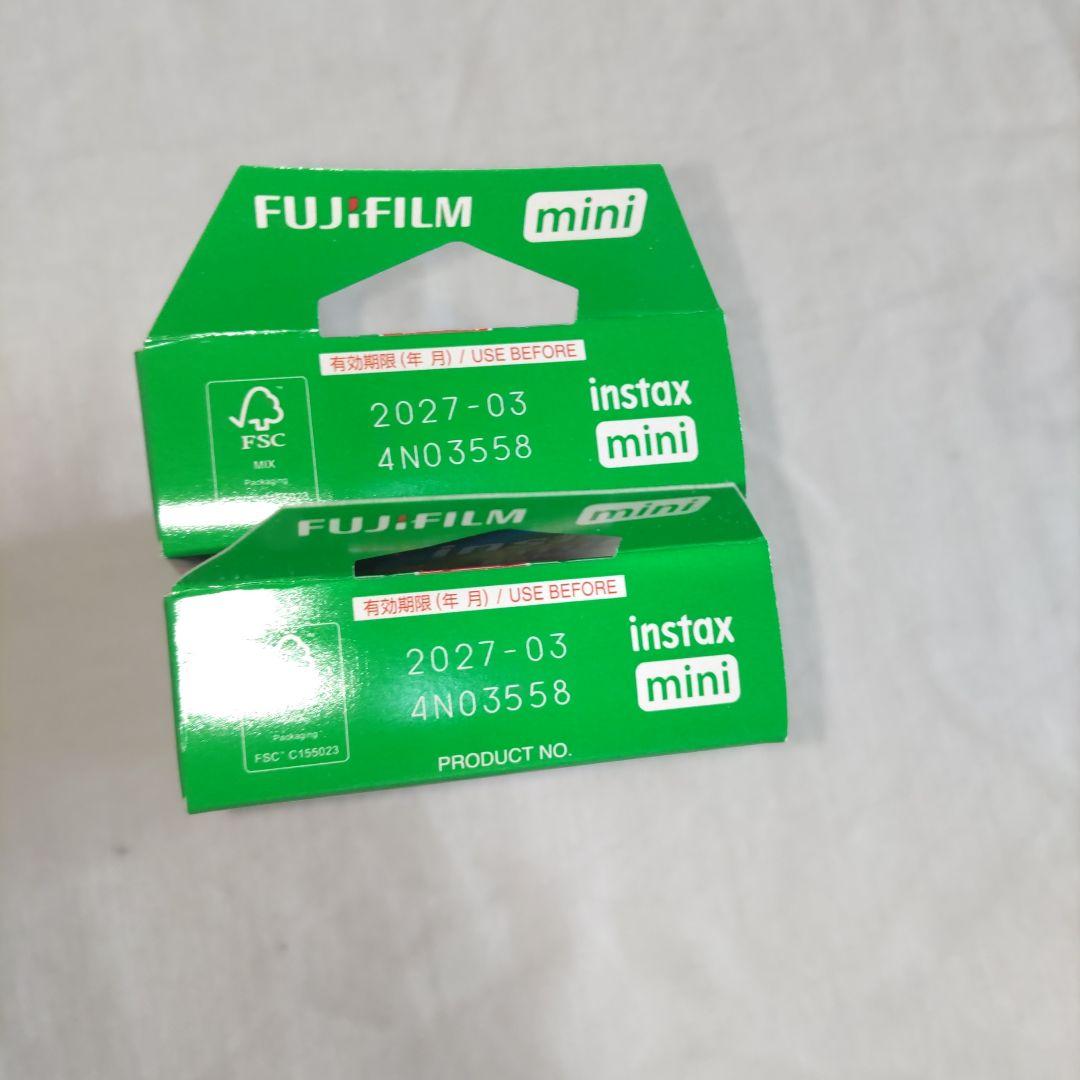 FUJIFILM mini
有効期限(年 月) / USE BEFORE
2027-03
4N03558
instax
mini
FSC
MIX
Packaging
FUJIFILM mini
有効期限(年 月) / USE BEFORE
2027-03
4N03558
instax
mini
Packaging
FSC™ C155023
PRODUCT NO.